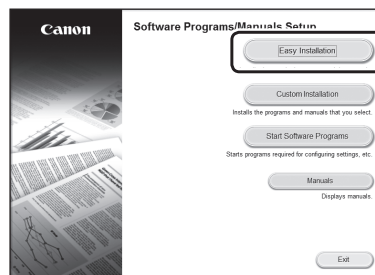 Canon
Software Programs/Manuals Setup
Easy Installation
Custom Installation
Installs the programs and manuals that you select.
Start Software Programs
Starts programs required for configuring settings, etc.
Manuals
Displays manuals.
Exit